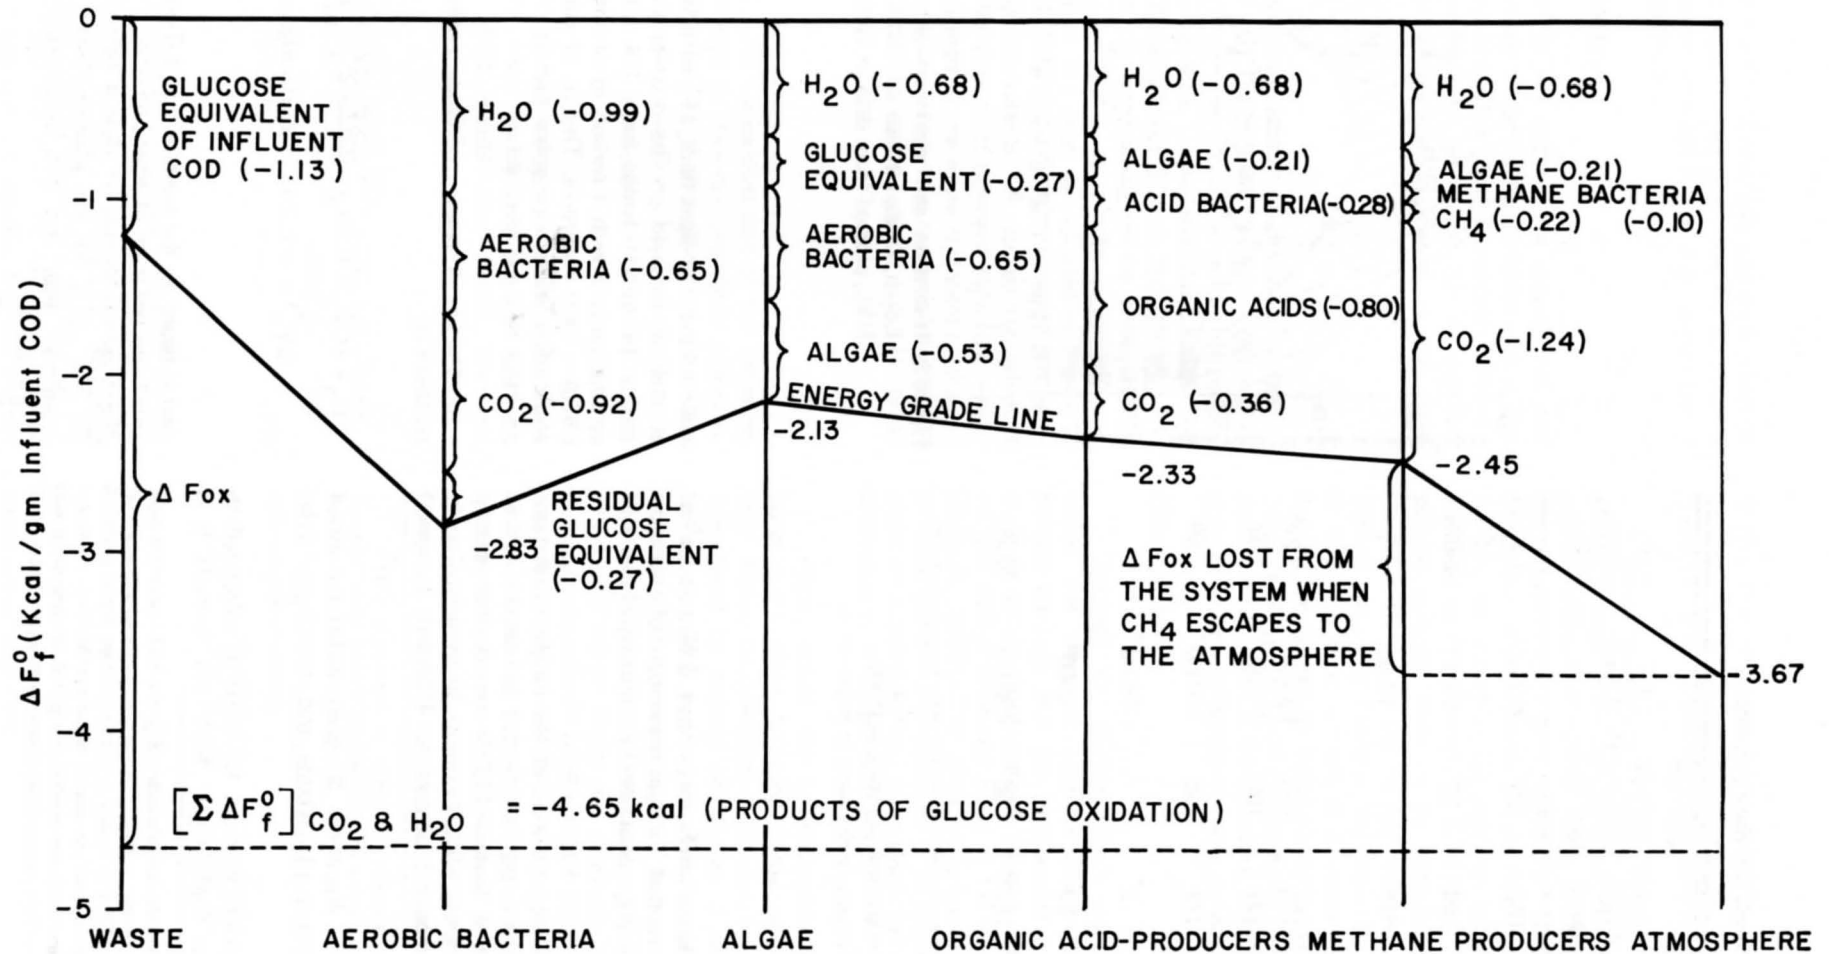 0
-1
-2
-3
-4
-5
ΔF°f (Kcal / gm Influent COD)
GLUCOSE
EQUIVALENT
OF INFLUENT
COD (-1.13)
Δ Fox
H2O (-0.99)
AEROBIC
BACTERIA (-0.65)
CO2 (-0.92)
RESIDUAL
GLUCOSE
EQUIVALENT
(-0.27)
-2.83
H2O (-0.68)
GLUCOSE
EQUIVALENT (-0.27)
AEROBIC
BACTERIA (-0.65)
ALGAE (-0.53)
ENERGY GRADE LINE
-2.13
H2O (-0.68)
ALGAE (-0.21)
ACID BACTERIA (-0.28)
ORGANIC ACIDS (-0.80)
CO2 (-0.36)
-2.33
H2O (-0.68)
ALGAE (-0.21)
METHANE BACTERIA
CH4 (-0.22) (-0.10)
CO2 (-1.24)
-2.45
Δ Fox LOST FROM
THE SYSTEM WHEN
CH4 ESCAPES TO
THE ATMOSPHERE
-3.67
[Σ ΔF°f] CO2 & H2O = -4.65 kcal (PRODUCTS OF GLUCOSE OXIDATION)
WASTE AEROBIC BACTERIA ALGAE ORGANIC ACID-PRODUCERS METHANE PRODUCERS ATMOSPHERE